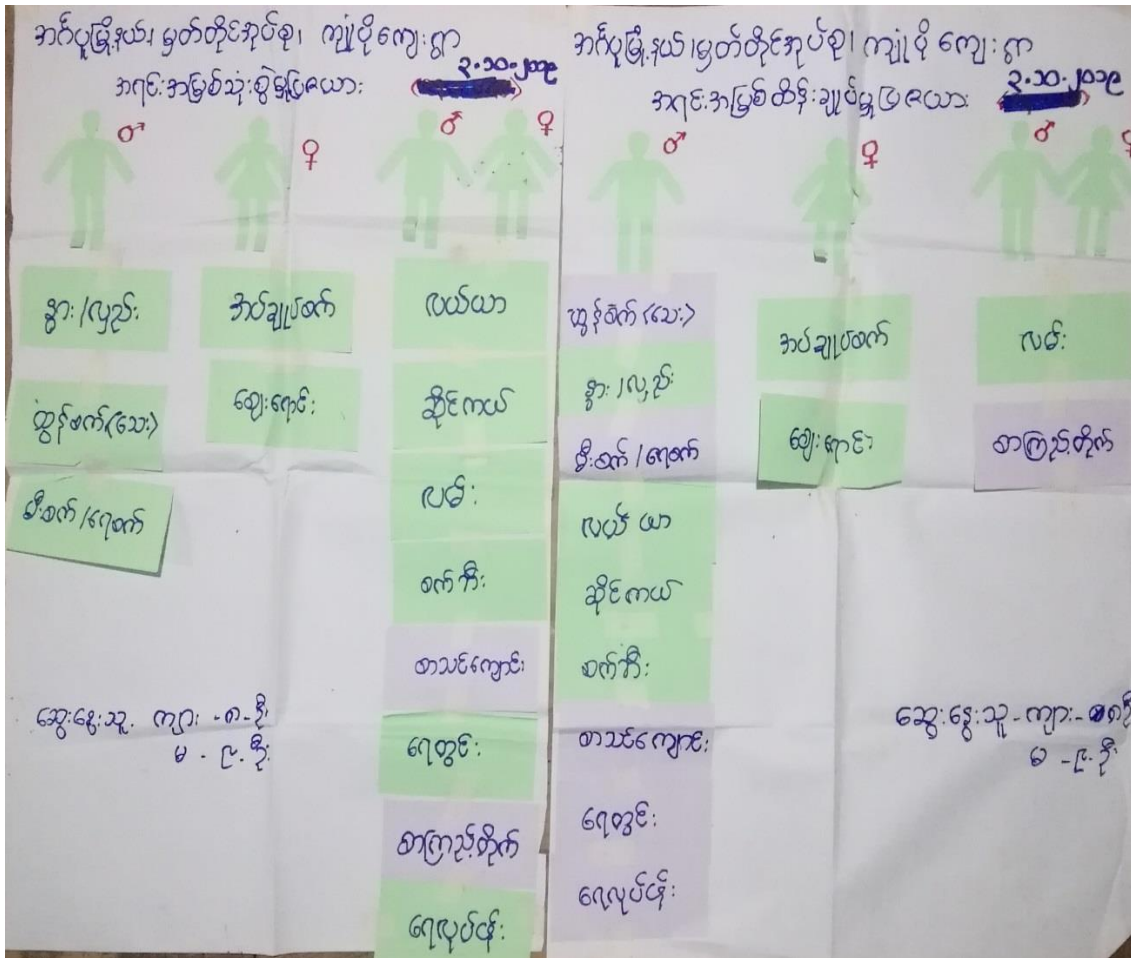 အင်္ဂပူမြို့နယ်၊ မှတ်တိုင်အုပ်စု၊ ကျုံပိုကျေးရွာ
၃-၁၀-၂၀၁၉
အရင်းအမြစ်သုံးစွဲမှုပြဇယား
♂
♀
♂
♀
နွား/လှည်း
ထွန်စက်(သေး)
မီးစက်/ရေစက်
အပ်ချုပ်စက်
ဈေးရောင်း
လယ်ယာ
ဆိုင်ကယ်
လမ်း
စက်ဘီး
စာသင်ကျောင်း
ရေတွင်း
စာကြည့်တိုက်
ရေလုပ်ငန်း
ဆွေးနွေးသူ - ကျား - ၈ - ဦး
မ - ၉ - ဦး
အင်္ဂပူမြို့နယ်၊ မှတ်တိုင်အုပ်စု၊ ကျုံပိုကျေးရွာ
၃-၁၀-၂၀၁၉
အရင်းအမြစ်ထိန်းချုပ်မှုပြဇယား
♂
♀
♂
♀
ထွန်စက်(သေး)
နွား/လှည်း
မီးစက်/ရေစက်
လယ်ယာ
ဆိုင်ကယ်
စက်ဘီး
စာသင်ကျောင်း
ရေတွင်း
ရေလုပ်ငန်း
အပ်ချုပ်စက်
ဈေးရောင်း
လမ်း
စာကြည့်တိုက်
ဆွေးနွေးသူ - ကျား - ၈ ဦး
မ - ၉ - ဦး